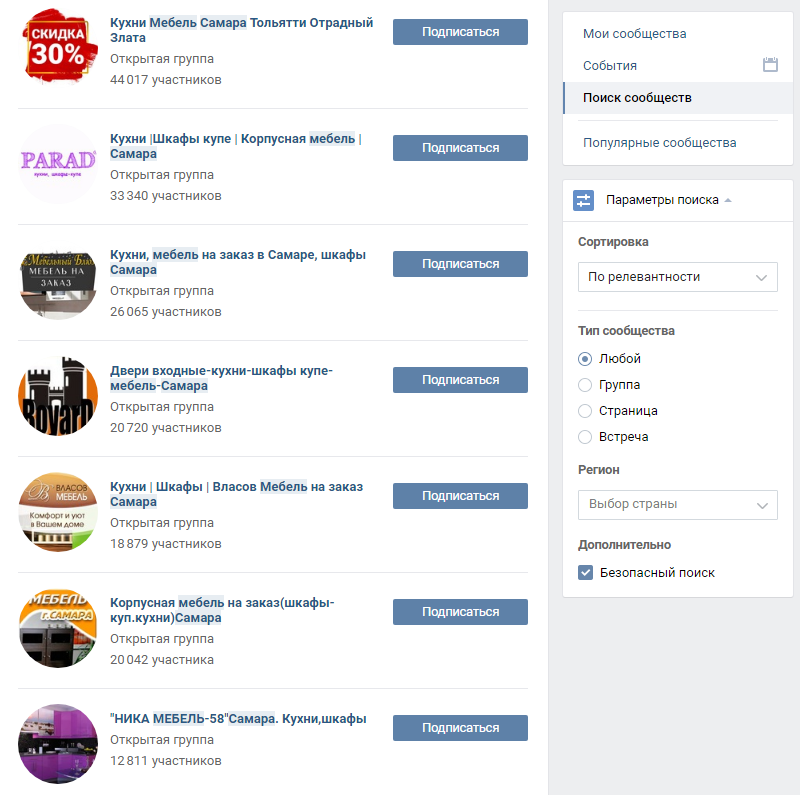 СКИДКА
30%
Кухни Мебель Самара Тольятти Отрадный
Злата
Открытая группа
44 017 участников
Подписаться
PARAD
кухни, шкафы-купе
Кухни |Шкафы купе | Корпусная мебель |
Самара
Открытая группа
33 340 участников
Подписаться
МЕБЕЛЬ НА
ЗАКАЗ
Кухни, мебель на заказ в Самаре, шкафы
Самара
Открытая группа
26 065 участников
Подписаться
Двери входные-кухни-шкафы купе-
мебель-Самара
Открытая группа
20 720 участников
Подписаться
ВЛАСОВ
МЕБЕЛЬ
Комфорт и уют
в Вашем доме
Кухни | Шкафы | Власов Мебель на заказ
Самара
Открытая группа
18 879 участников
Подписаться
МЕБЕЛЬ
г.САМАРА
Корпусная мебель на заказ(шкафы-
куп.кухни)Самара
Открытая группа
20 042 участника
Подписаться
"НИКА МЕБЕЛЬ-58"Самара. Кухни,шкафы
Открытая группа
12 811 участников
Подписаться
Мои сообщества
События
Поиск сообществ
Популярные сообщества
Параметры поиска
Сортировка
По релевантности
Тип сообщества
Любой
Группа
Страница
Встреча
Регион
Выбор страны
Дополнительно
Безопасный поиск